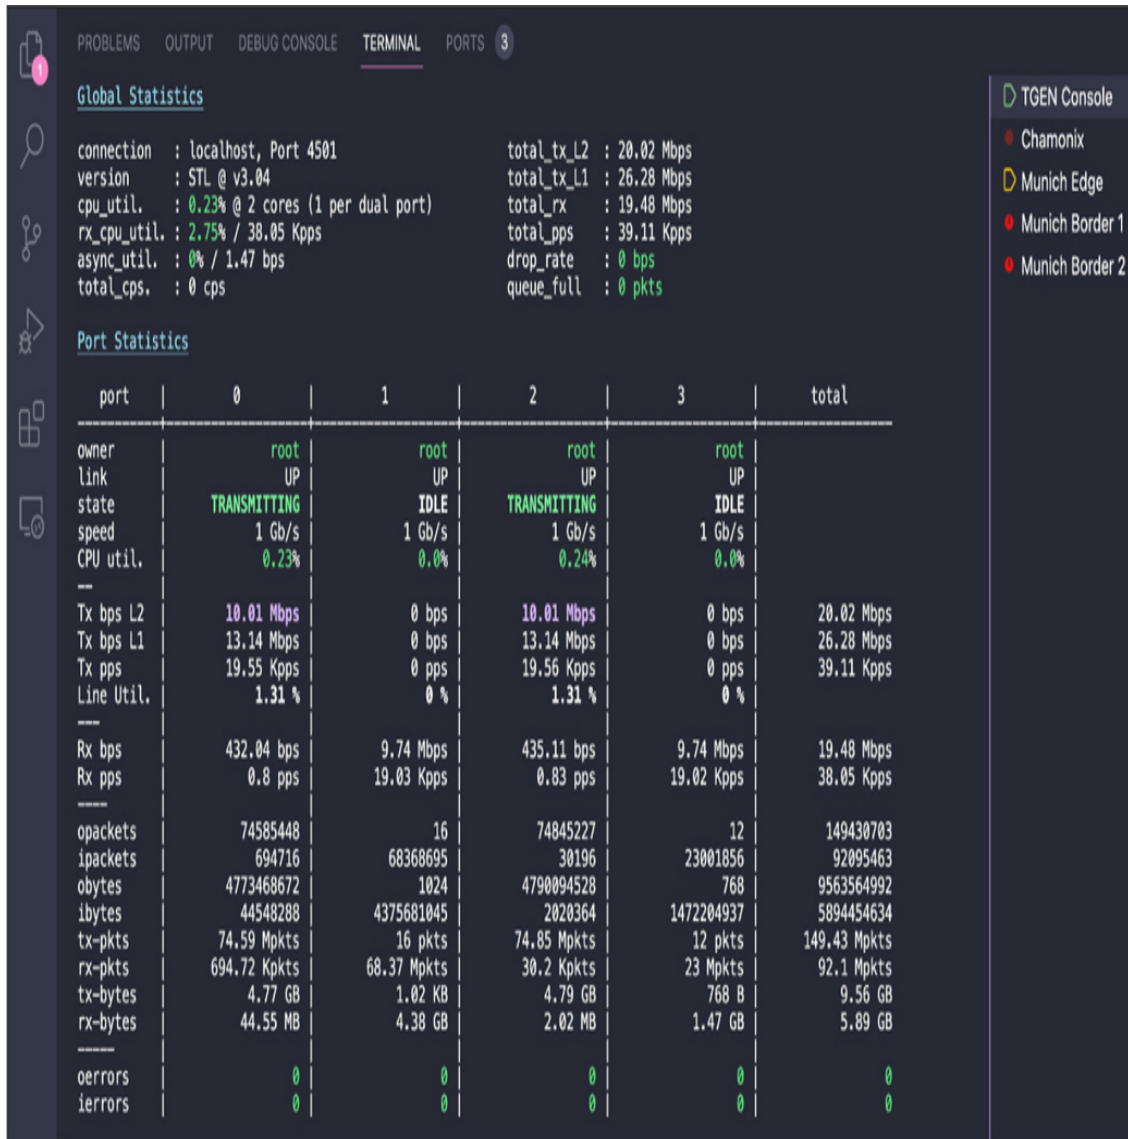 PROBLEMS OUTPUT DEBUG CONSOLE TERMINAL PORTS 3
1
Global Statistics
connection : localhost, Port 4501 total_tx_L2 : 20.02 Mbps
version : STL @ v3.04 total_tx_L1 : 26.28 Mbps
cpu_util. : 0.23% @ 2 cores (1 per dual port) total_rx : 19.48 Mbps
rx_cpu_util. : 2.75% / 38.05 Kpps total_pps : 39.11 Kpps
async_util. : 0% / 1.47 bps drop_rate : 0 bps
total_cps. : 0 cps queue_full : 0 pkts
Port Statistics
port | 0 | 1 | 2 | 3 | total
owner | root | root | root | root |
link | UP | UP | UP | UP |
state | TRANSMITTING | IDLE | TRANSMITTING | IDLE |
speed | 1 Gb/s | 1 Gb/s | 1 Gb/s | 1 Gb/s |
CPU util. | 0.23% | 0.0% | 0.24% | 0.0% |
-- | | | | |
Tx bps L2 | 10.01 Mbps | 0 bps | 10.01 Mbps | 0 bps | 20.02 Mbps
Tx bps L1 | 13.14 Mbps | 0 bps | 13.14 Mbps | 0 bps | 26.28 Mbps
Tx pps | 19.55 Kpps | 0 pps | 19.56 Kpps | 0 pps | 39.11 Kpps
Line Util. | 1.31 % | 0 % | 1.31 % | 0 % |
--- | | | | |
Rx bps | 432.04 bps | 9.74 Mbps | 435.11 bps | 9.74 Mbps | 19.48 Mbps
Rx pps | 0.8 pps | 19.03 Kpps | 0.83 pps | 19.02 Kpps | 38.05 Kpps
---- | | | | |
opackets | 74585448 | 16 | 74845227 | 12 | 149430703
ipackets | 694716 | 68368695 | 30196 | 23001856 | 92095463
obytes | 4773468672 | 1024 | 4790094528 | 768 | 9563564992
ibytes | 44548288 | 4375681045 | 2020364 | 1472204937 | 5894454634
tx-pkts | 74.59 Mpkts | 16 pkts | 74.85 Mpkts | 12 pkts | 149.43 Mpkts
rx-pkts | 694.72 Kpkts | 68.37 Mpkts | 30.2 Kpkts | 23 Mpkts | 92.1 Mpkts
tx-bytes | 4.77 GB | 1.02 KB | 4.79 GB | 768 B | 9.56 GB
rx-bytes | 44.55 MB | 4.38 GB | 2.02 MB | 1.47 GB | 5.89 GB
----- | | | | |
oerrors | 0 | 0 | 0 | 0 | 0
ierrors | 0 | 0 | 0 | 0 | 0
TGEN Console
Chamonix
Munich Edge
Munich Border 1
Munich Border 2